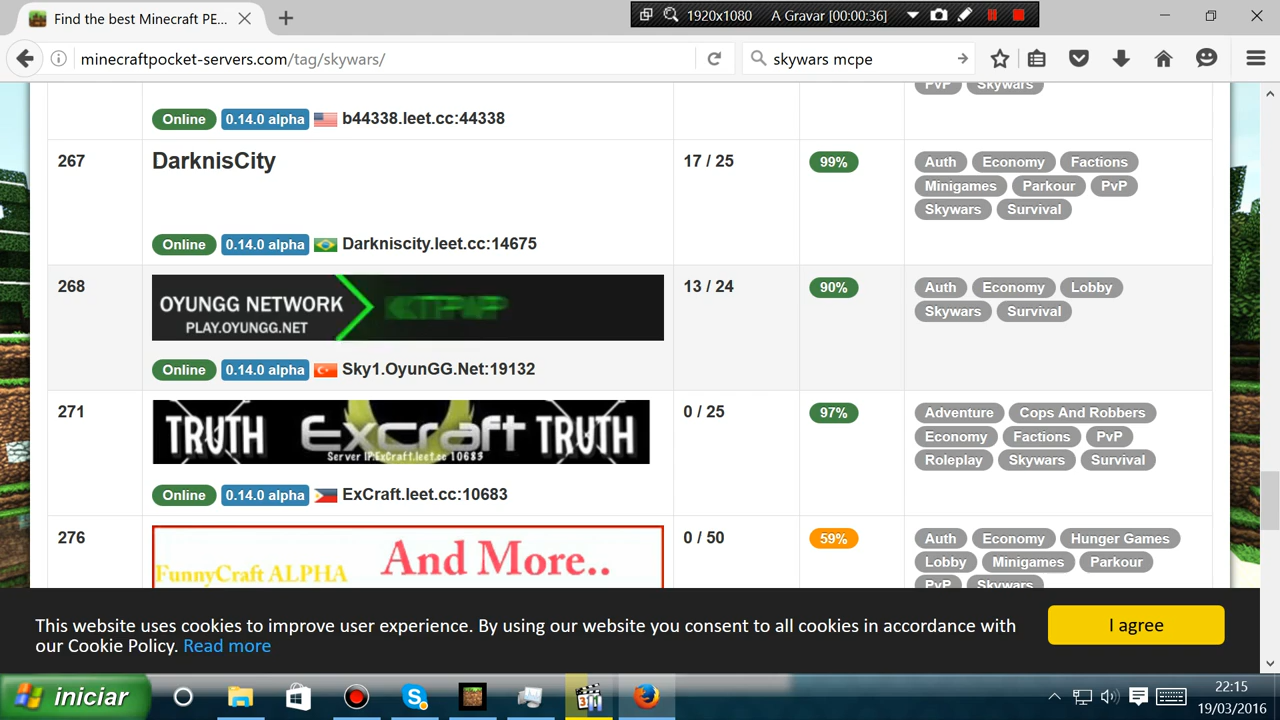 Find the best Minecraft PE...
1920x1080 A Gravar [00:00:36]
minecraftpocket-servers.com/tag/skywars/
skywars mcpe
PvP Skywars
Online 0.14.0 alpha b44338.leet.cc:44338
267 DarknisCity 17 / 25 99% Auth Economy Factions
Minigames Parkour PvP
Skywars Survival
Online 0.14.0 alpha Darkniscity.leet.cc:14675
268 OYUNGG NETWORK 13 / 24 90% Auth Economy Lobby
PLAY.OYUNGG.NET Skywars Survival
Online 0.14.0 alpha Sky1.OyunGG.Net:19132
271 TRUTH Excraft TRUTH 0 / 25 97% Adventure Cops And Robbers
Server IP:ExCraft.leet.cc 10683 Economy Factions PvP
Roleplay Skywars Survival
Online 0.14.0 alpha ExCraft.leet.cc:10683
276 And More.. 0 / 50 59% Auth Economy Hunger Games
FunnyCraft ALPHA Lobby Minigames Parkour
PvP Skywars
This website uses cookies to improve user experience. By using our website you consent to all cookies in accordance with
our Cookie Policy. Read more
I agree
iniciar
22:15
19/03/2016